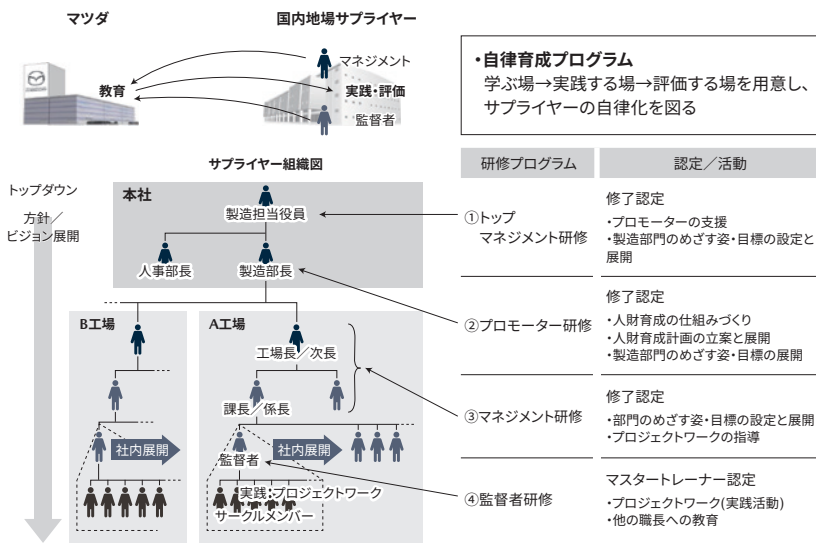 マツダ
国内地場サプライヤー
マネジメント
教育
実践・評価
監督者
・自律育成プログラム
学ぶ場→実践する場→評価する場を用意し、
サプライヤーの自律化を図る
サプライヤー組織図
トップダウン
方針／
ビジョン展開
本社
製造担当役員
人事部長
製造部長
B工場
A工場
工場長／次長
課長／係長
社内展開
社内展開
監督者
実践:プロジェクトワーク
サークルメンバー
研修プログラム
認定／活動
①トップ
マネジメント研修
修了認定
・プロモーターの支援
・製造部門のめざす姿・目標の設定と
展開
②プロモーター研修
修了認定
・人財育成の仕組みづくり
・人財育成計画の立案と展開
・製造部門のめざす姿・目標の展開
③マネジメント研修
修了認定
・部門のめざす姿・目標の設定と展開
・プロジェクトワークの指導
④監督者研修
マスタートレーナー認定
・プロジェクトワーク(実践活動)
・他の職長への教育